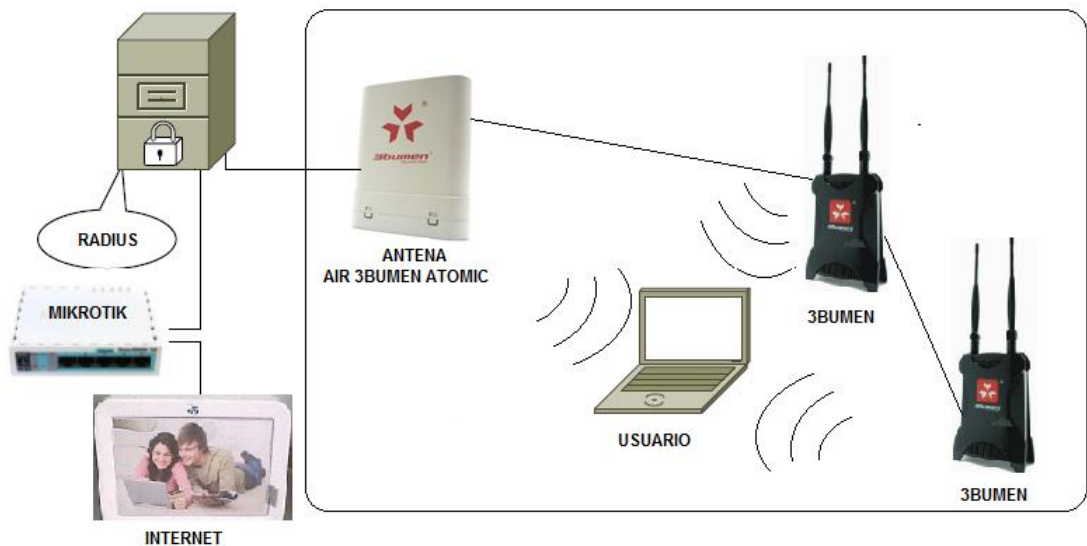 3bumen
RADIUS
ANTENA
AIR 3BUMEN ATOMIC
MIKROTIK
3BUMEN
USUARIO
3BUMEN
INTERNET